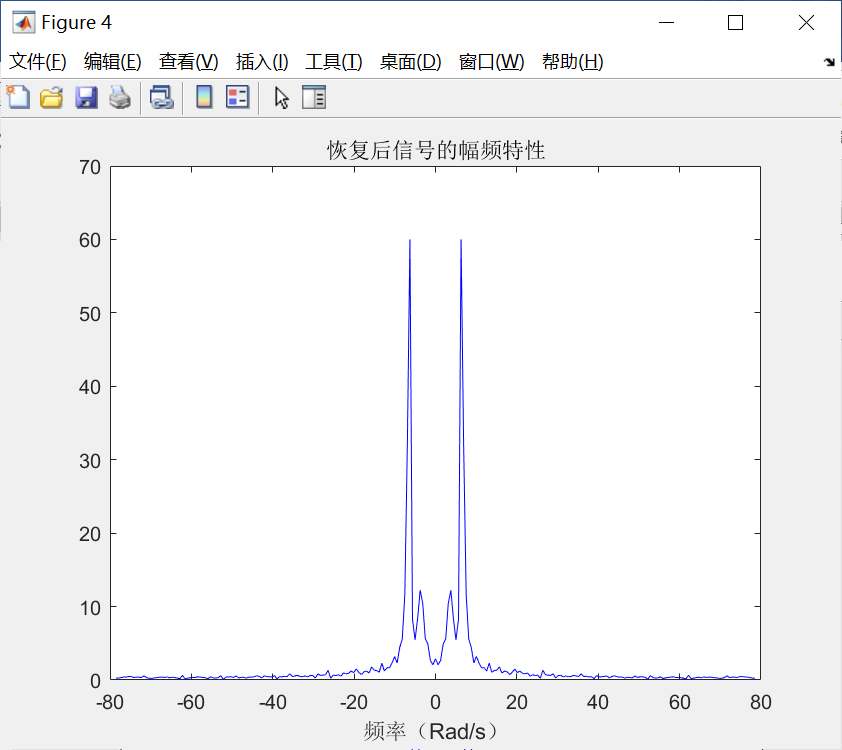 Figure 4
文件(F) 编辑(E) 查看(V) 插入(I) 工具(T) 桌面(D) 窗口(W) 帮助(H)
恢复后信号的幅频特性
70
60
50
40
30
20
10
0
-80 -60 -40 -20 0 20 40 60 80
频率（Rad/s）